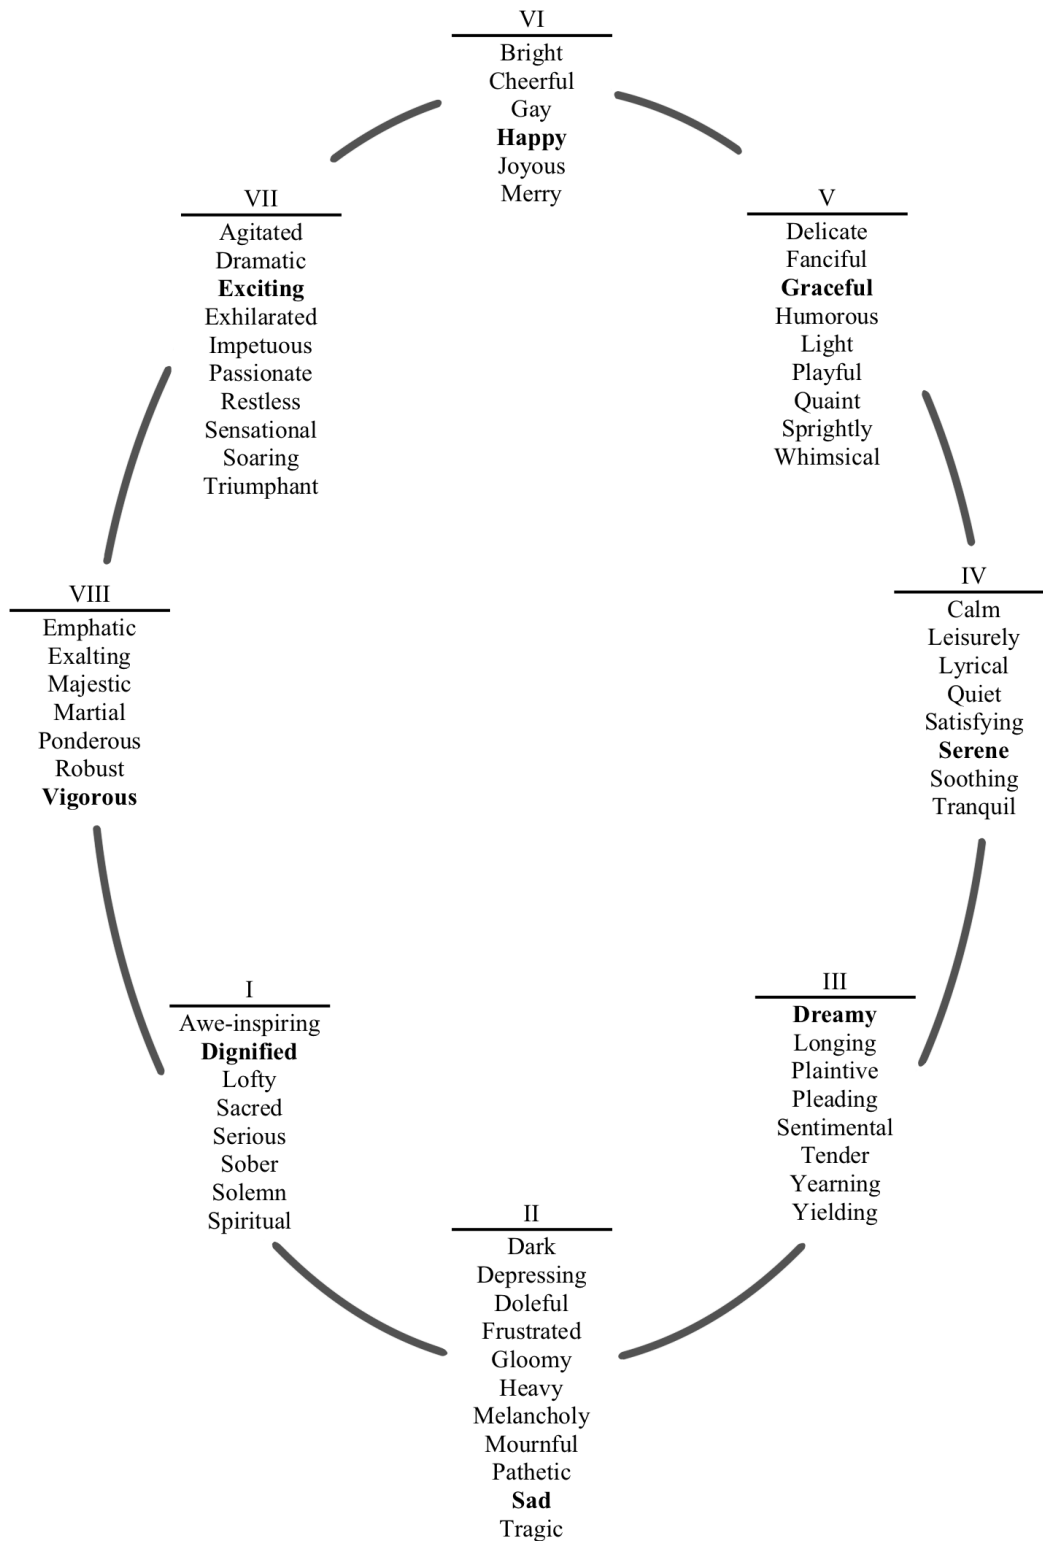 VI
Bright
Cheerful
Gay
Happy
Joyous
Merry
VII
Agitated
Dramatic
Exciting
Exhilarated
Impetuous
Passionate
Restless
Sensational
Soaring
Triumphant
V
Delicate
Fanciful
Graceful
Humorous
Light
Playful
Quaint
Sprightly
Whimsical
VIII
Emphatic
Exalting
Majestic
Martial
Ponderous
Robust
Vigorous
IV
Calm
Leisurely
Lyrical
Quiet
Satisfying
Serene
Soothing
Tranquil
I
Awe-inspiring
Dignified
Lofty
Sacred
Serious
Sober
Solemn
Spiritual
III
Dreamy
Longing
Plaintive
Pleading
Sentimental
Tender
Yearning
Yielding
II
Dark
Depressing
Doleful
Frustrated
Gloomy
Heavy
Melancholy
Mournful
Pathetic
Sad
Tragic